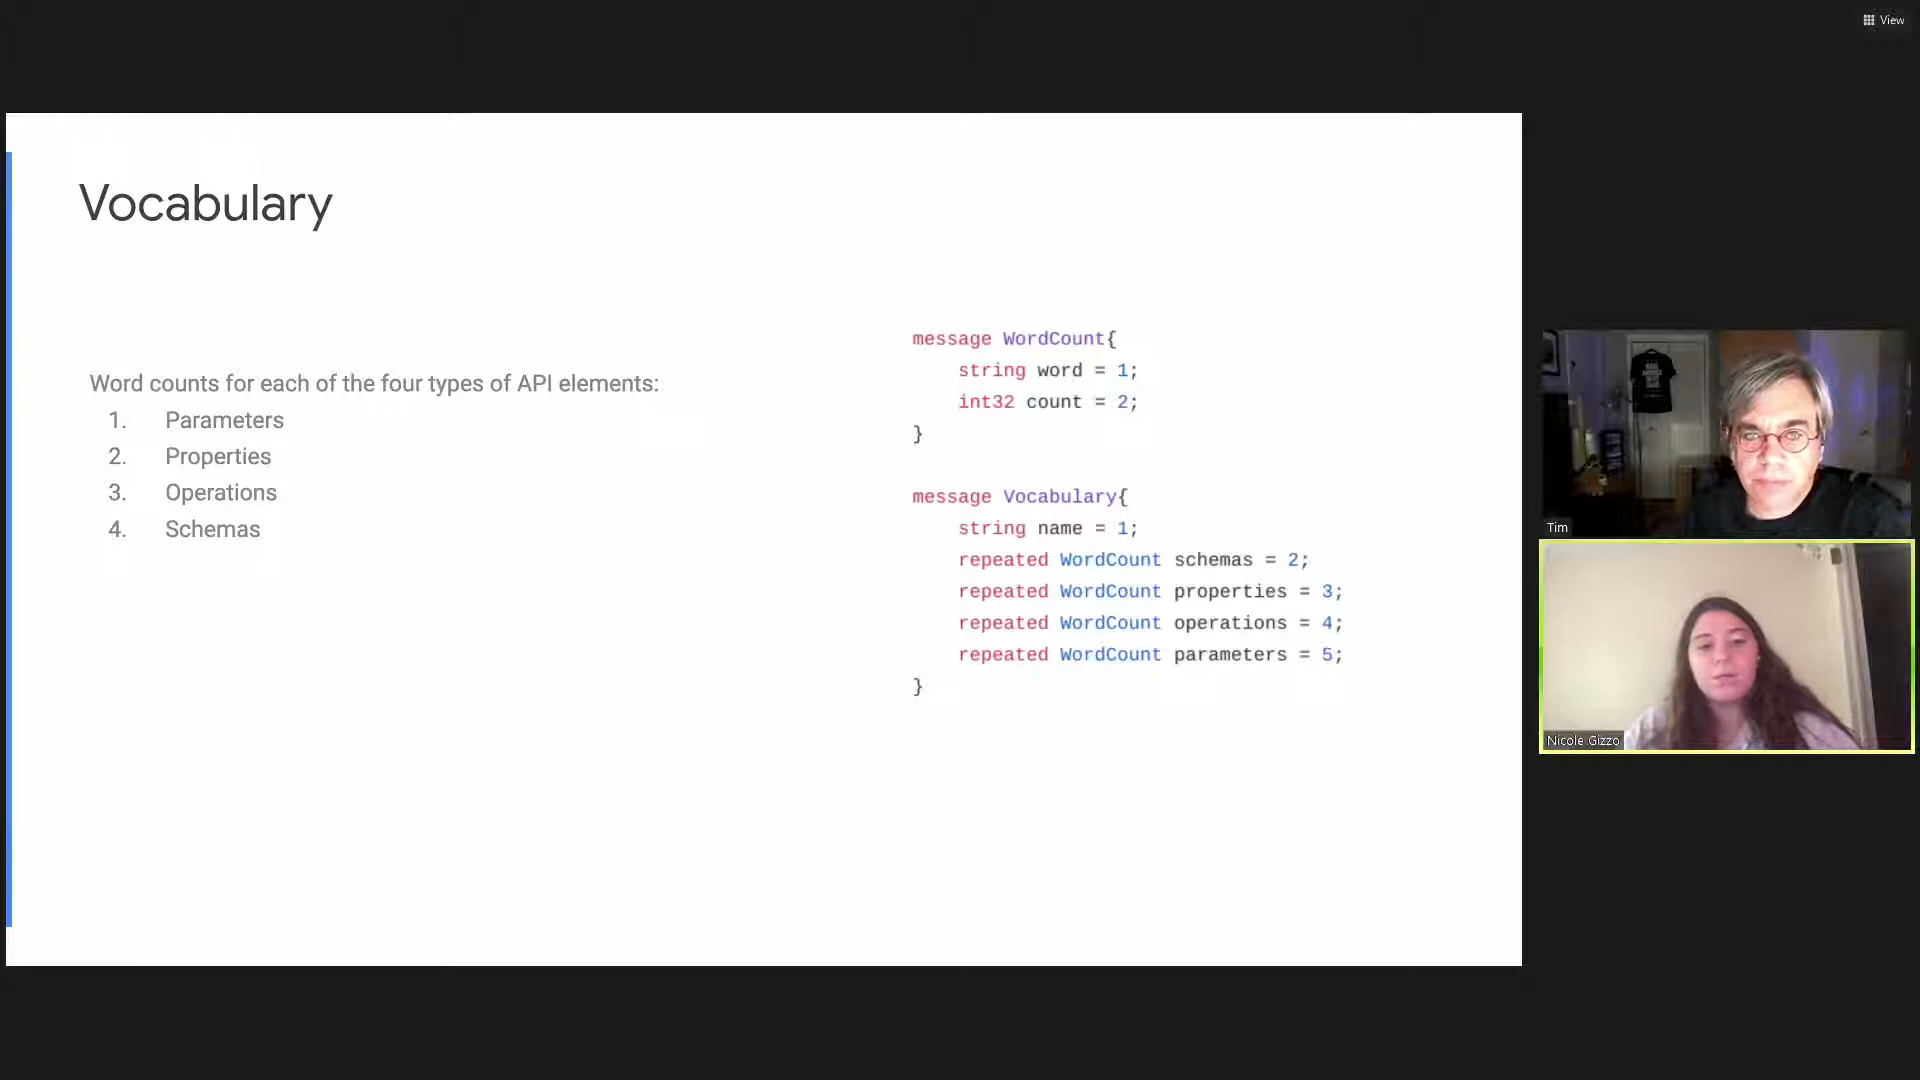 View
Vocabulary
Word counts for each of the four types of API elements:
1. Parameters
2. Properties
3. Operations
4. Schemas
message WordCount{
string word = 1;
int32 count = 2;
}
message Vocabulary{
string name = 1;
repeated WordCount schemas = 2;
repeated WordCount properties = 3;
repeated WordCount operations = 4;
repeated WordCount parameters = 5;
}
Tim
Nicole Gizzo